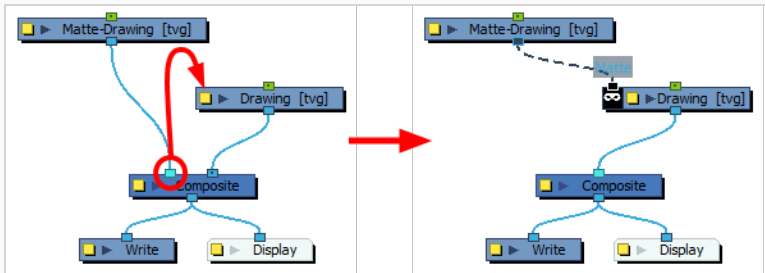 Matte-Drawing [tvg]
Drawing [tvg]
Composite
Write
Display
Matte-Drawing [tvg]
Matte
Drawing [tvg]
Composite
Write
Display